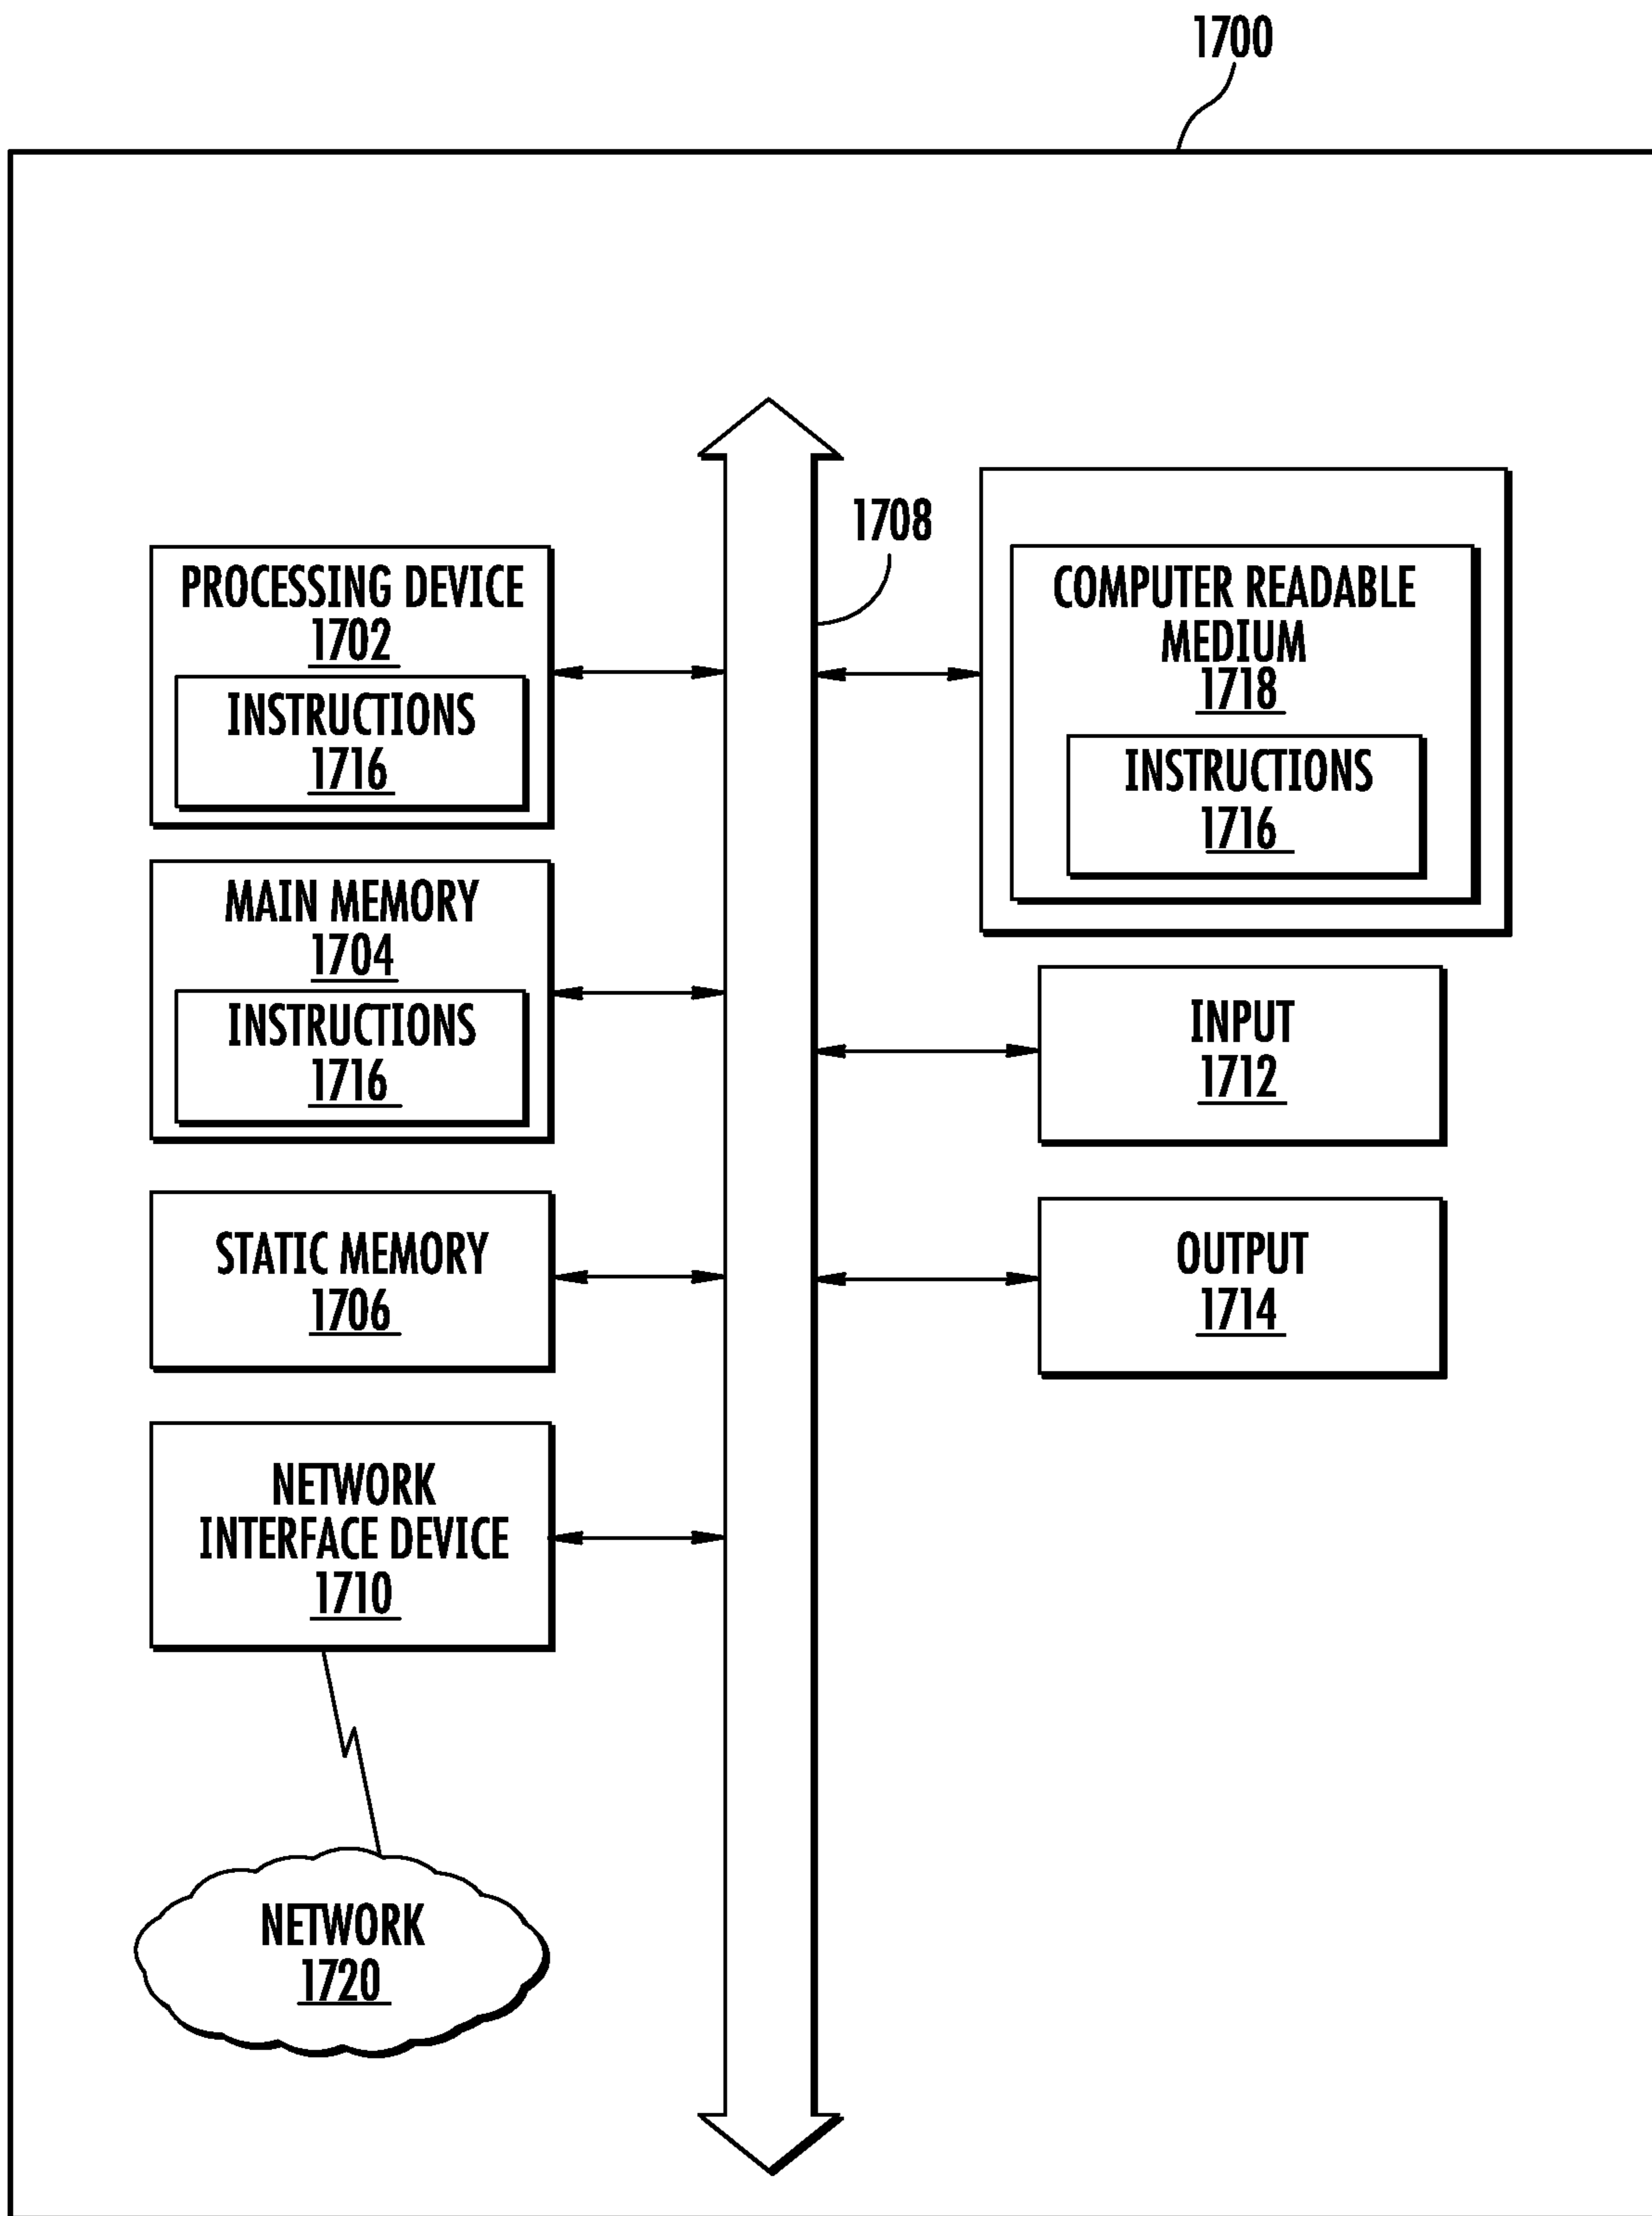 1700
1708
PROCESSING DEVICE
1702
INSTRUCTIONS
1716
MAIN MEMORY
1704
INSTRUCTIONS
1716
STATIC MEMORY
1706
NETWORK
INTERFACE DEVICE
1710
NETWORK
1720
COMPUTER READABLE
MEDIUM
1718
INSTRUCTIONS
1716
INPUT
1712
OUTPUT
1714